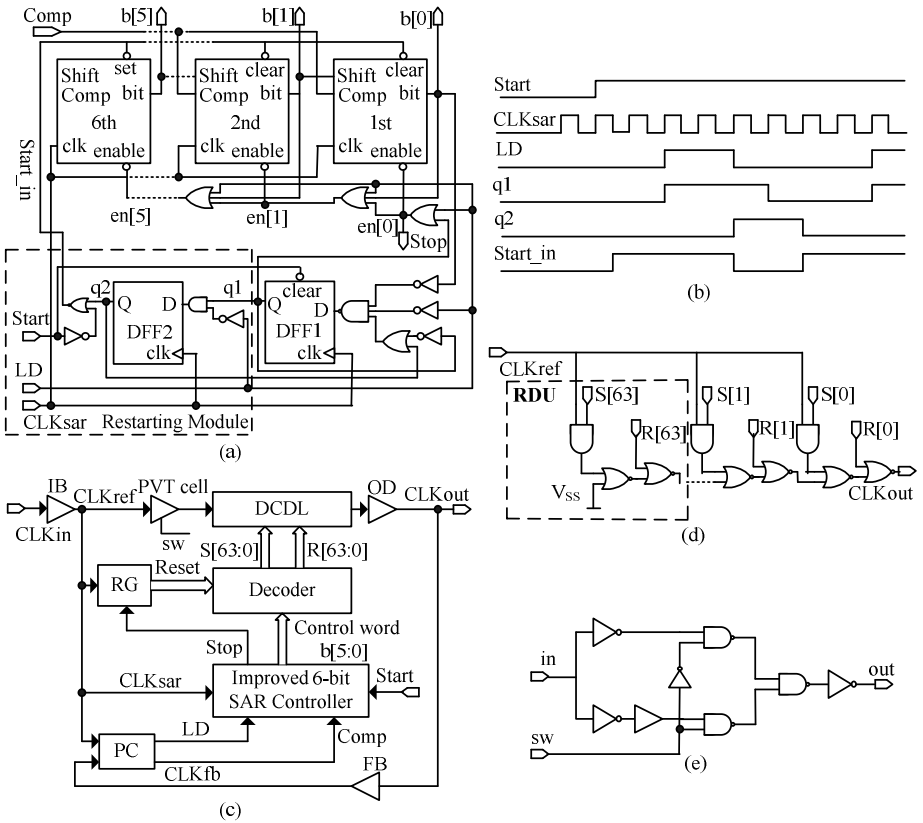 Comp
b[5]
b[1]
b[0]
set
clear
clear
Shift
Comp
bit
6th
clk
enable
Shift
Comp
bit
2nd
clk
enable
Shift
Comp
bit
1st
clk
enable
Start_in
en[5]
en[1]
en[0]
Stop
q2
q1
clear
Q
D
DFF2
clk
Q
D
DFF1
clk
Start
LD
CLKsar
Restarting Module
(a)
Start
CLKsar
LD
q1
q2
Start_in
(b)
CLKref
RDU
S[63]
S[1]
S[0]
R[63]
R[1]
R[0]
VSS
CLKout
(d)
IB
CLKref
PVT cell
DCDL
OD
CLKout
CLKin
sw
S[63:0]
R[63:0]
RG
Reset
Decoder
Stop
Control word
b[5:0]
CLKsar
Improved 6-bit
SAR Controller
Start
LD
PC
Comp
CLKfb
FB
(c)
in
out
sw
(e)